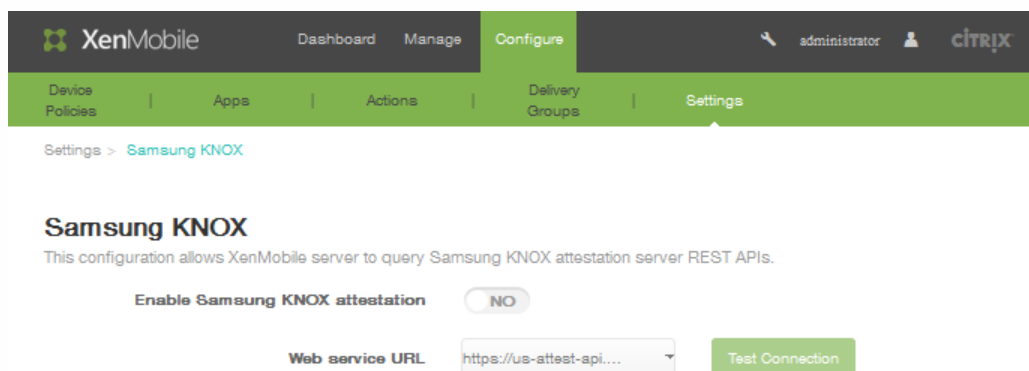 XenMobile Dashboard Manage Configure administrator CİTRIX
Device Policies | Apps | Actions | Delivery Groups | Settings
Settings > Samsung KNOX
Samsung KNOX
This configuration allows XenMobile server to query Samsung KNOX attestation server REST APIs.
Enable Samsung KNOX attestation NO
Web service URL https://us-attest-api.... Test Connection